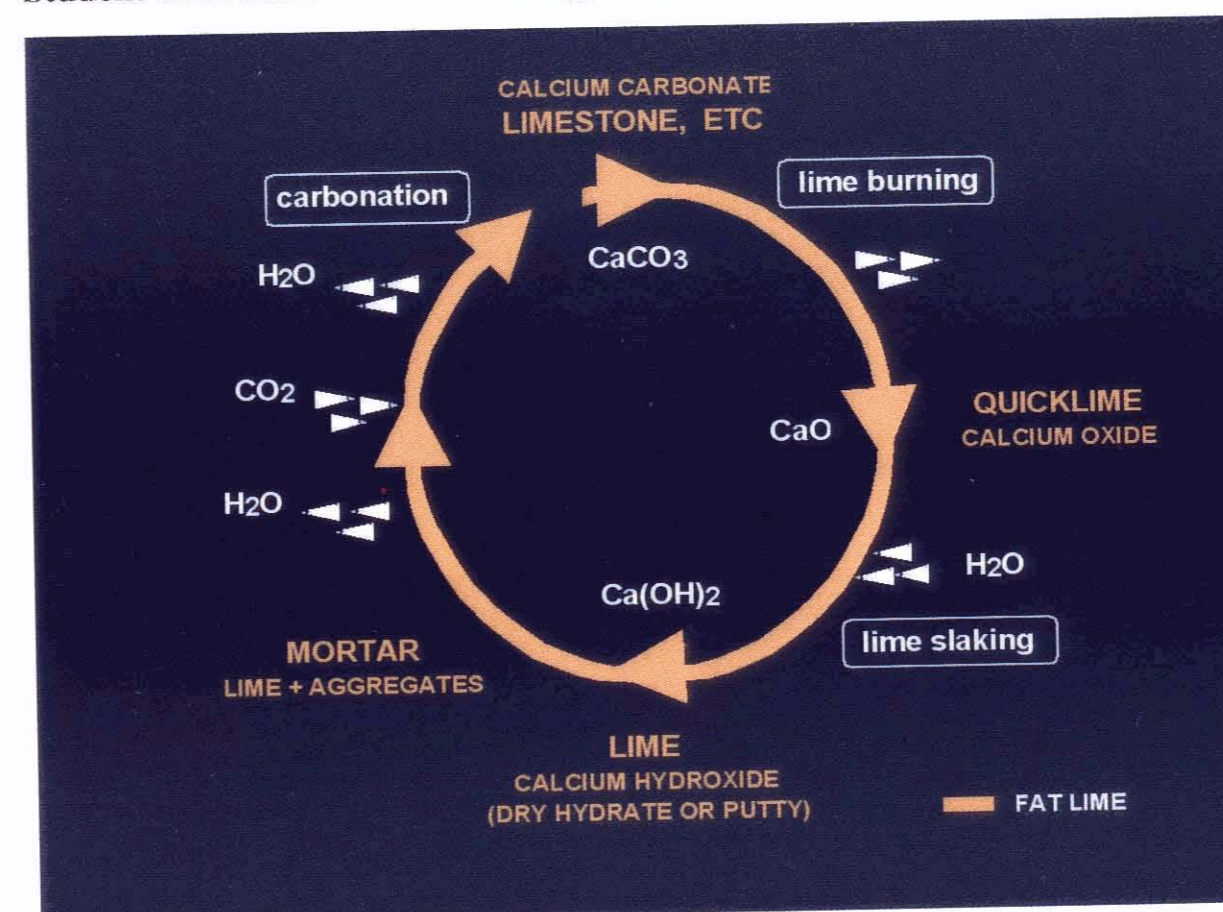 CALCIUM CARBONATE
LIMESTONE, ETC
carbonation
lime burning
H2O
CaCO3
CO2
CaO
QUICKLIME
CALCIUM OXIDE
H2O
H2O
Ca(OH)2
lime slaking
MORTAR
LIME + AGGREGATES
LIME
CALCIUM HYDROXIDE
(DRY HYDRATE OR PUTTY)
FAT LIME